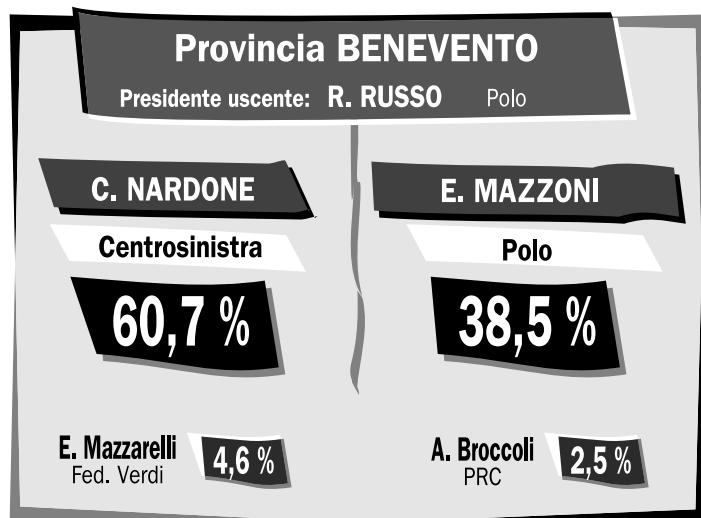 Provincia BENEVENTO
Presidente uscente: R. RUSSO Polo
C. NARDONE
Centrosinistra
60,7 %
E. MAZZONI
Polo
38,5 %
E. Mazzarelli
Fed. Verdi
4,6 %
A. Broccoli
PRC
2,5 %